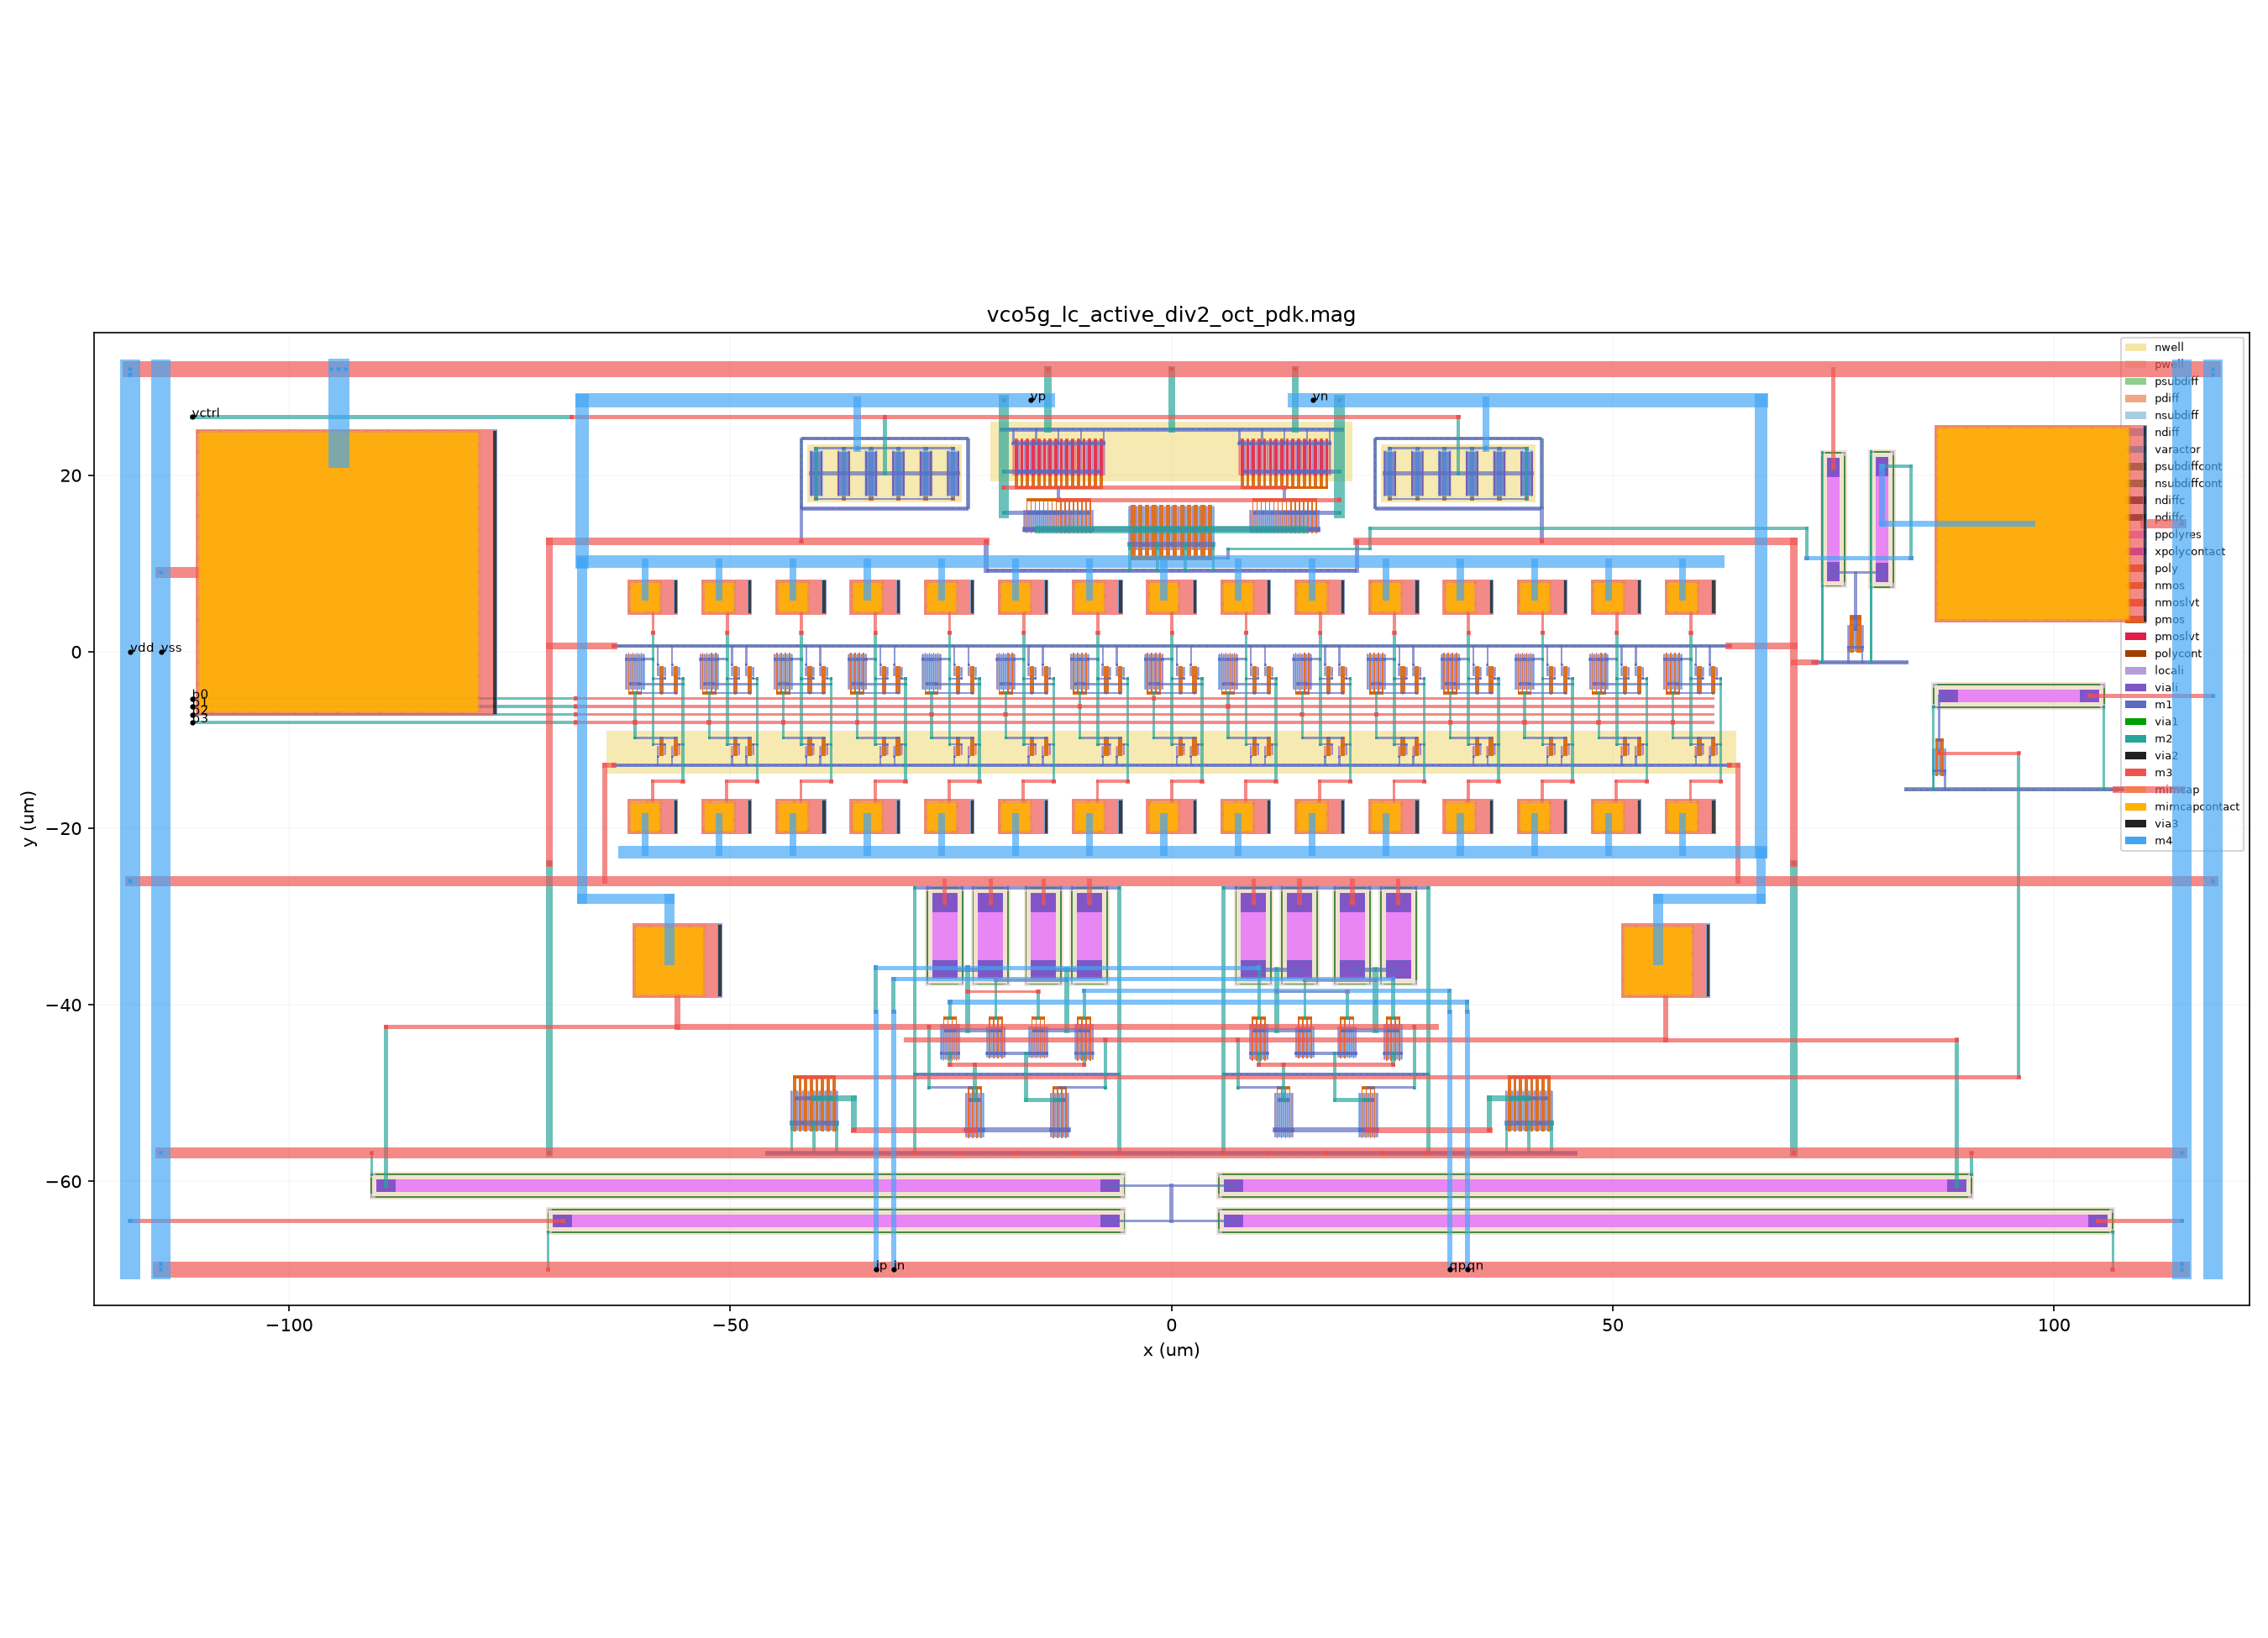 vco5g_lc_active_div2_oct_pdk.mag
nwell
pwell
psubdiff
pdiff
nsubdiff
ndiff
varactor
psubdiffcont
nsubdiffcont
ndiffc
pdiffc
ppolyres
xpolycontact
poly
nmos
nmoslvt
pmos
pmoslvt
polycont
locali
viali
m1
via1
m2
via2
m3
mimcap
mimcapcontact
via3
m4
vctrl
vp
vn
vdd
vss
b0
b1
b2
b3
ip
in
qp
qn
20
0
−20
−40
−60
y (um)
−100
−50
0
50
100
x (um)